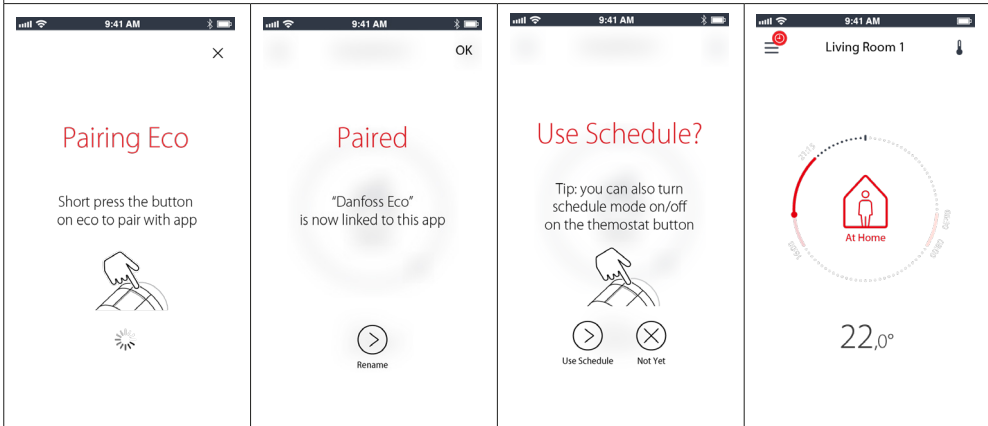 9:41 AM
Pairing Eco
Short press the button
on eco to pair with app
9:41 AM
OK
Paired
"Danfoss Eco"
is now linked to this app
Rename
9:41 AM
Use Schedule?
Tip: you can also turn
schedule mode on/off
on the themostat button
Use Schedule
Not Yet
9:41 AM
Living Room 1
At Home
22,0°